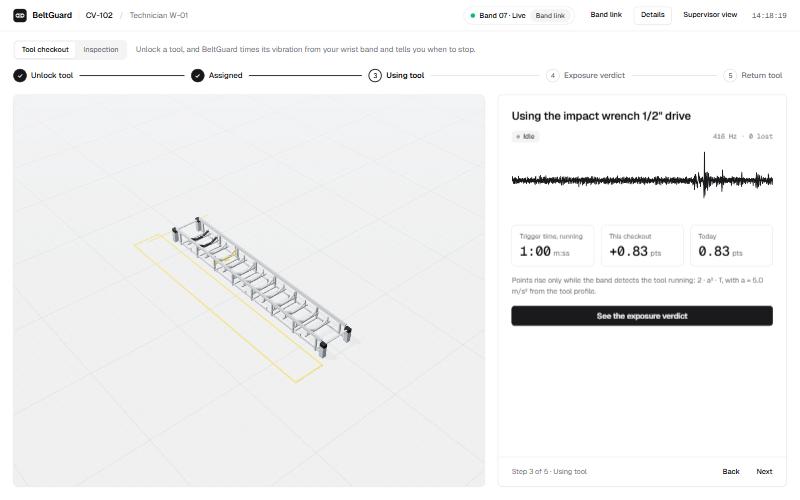 BeltGuard / CV-102 / Technician W-01
Band 07 · Live Band link
Band link
Details
Supervisor view
14:18:19
Tool checkout
Inspection
Unlock a tool, and BeltGuard times its vibration from your wrist band and tells you when to stop.
Unlock tool
Assigned
3 Using tool
4 Exposure verdict
5 Return tool
Using the impact wrench 1/2" drive
Idle
416 Hz · 0 lost
Trigger time, running
1:00 m:ss
This checkout
+0.83 pts
Today
0.83 pts
Points rise only while the band detects the tool running: 2 · a² · T, with a = 5.0
m/s² from the tool profile.
See the exposure verdict
Step 3 of 5 · Using tool
Back
Next